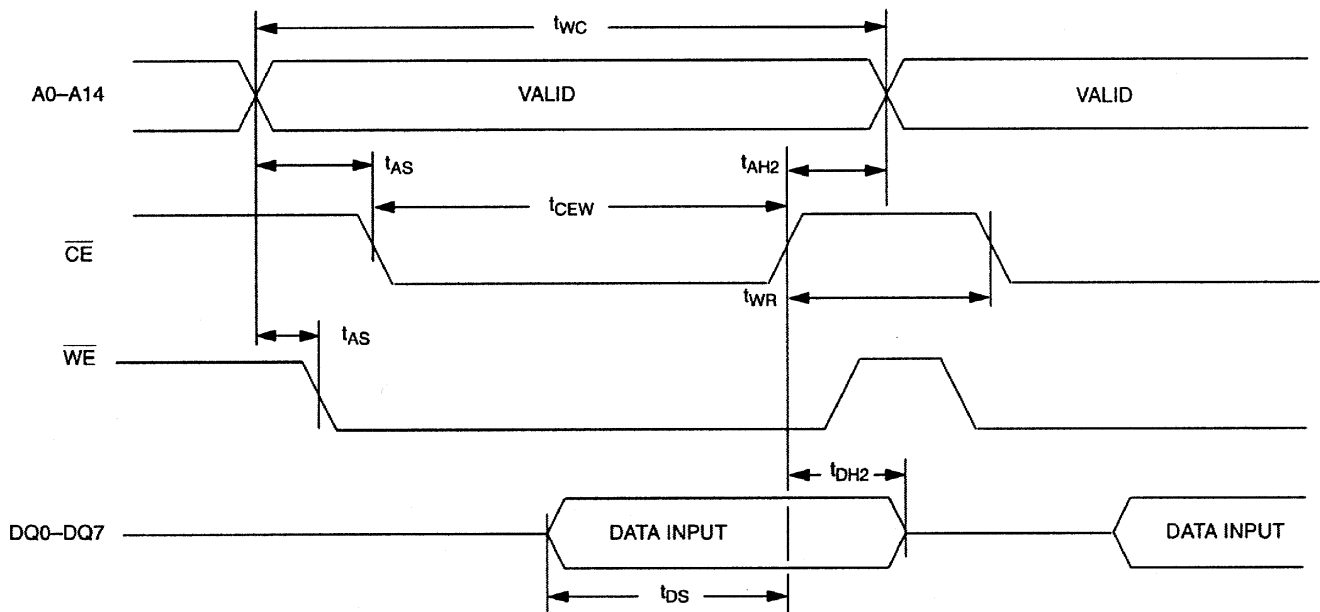 tWC
A0–A14
VALID
VALID
tAS
tAH2
tCEW
CE
tWR
tAS
WE
tDH2
DQ0–DQ7
DATA INPUT
DATA INPUT
tDS